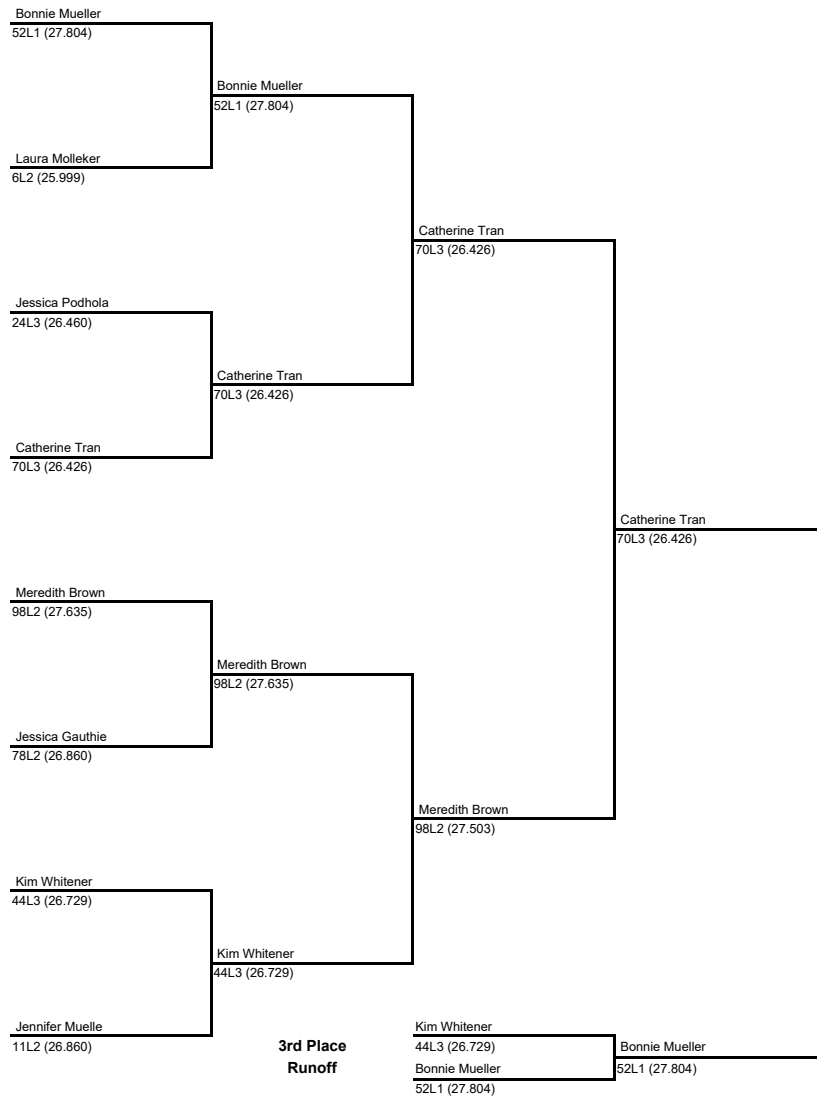 Bonnie Mueller
52L1 (27.804)
Bonnie Mueller
52L1 (27.804)
Laura Molleker
6L2 (25.999)
Catherine Tran
70L3 (26.426)
Jessica Podhola
24L3 (26.460)
Catherine Tran
70L3 (26.426)
Catherine Tran
70L3 (26.426)
Catherine Tran
70L3 (26.426)
Meredith Brown
98L2 (27.635)
Meredith Brown
98L2 (27.635)
Jessica Gauthie
78L2 (26.860)
Meredith Brown
98L2 (27.503)
Kim Whitener
44L3 (26.729)
Kim Whitener
44L3 (26.729)
Jennifer Muelle
11L2 (26.860)
3rd Place
Runoff
Kim Whitener
44L3 (26.729)
Bonnie Mueller
52L1 (27.804)
Bonnie Mueller
52L1 (27.804)